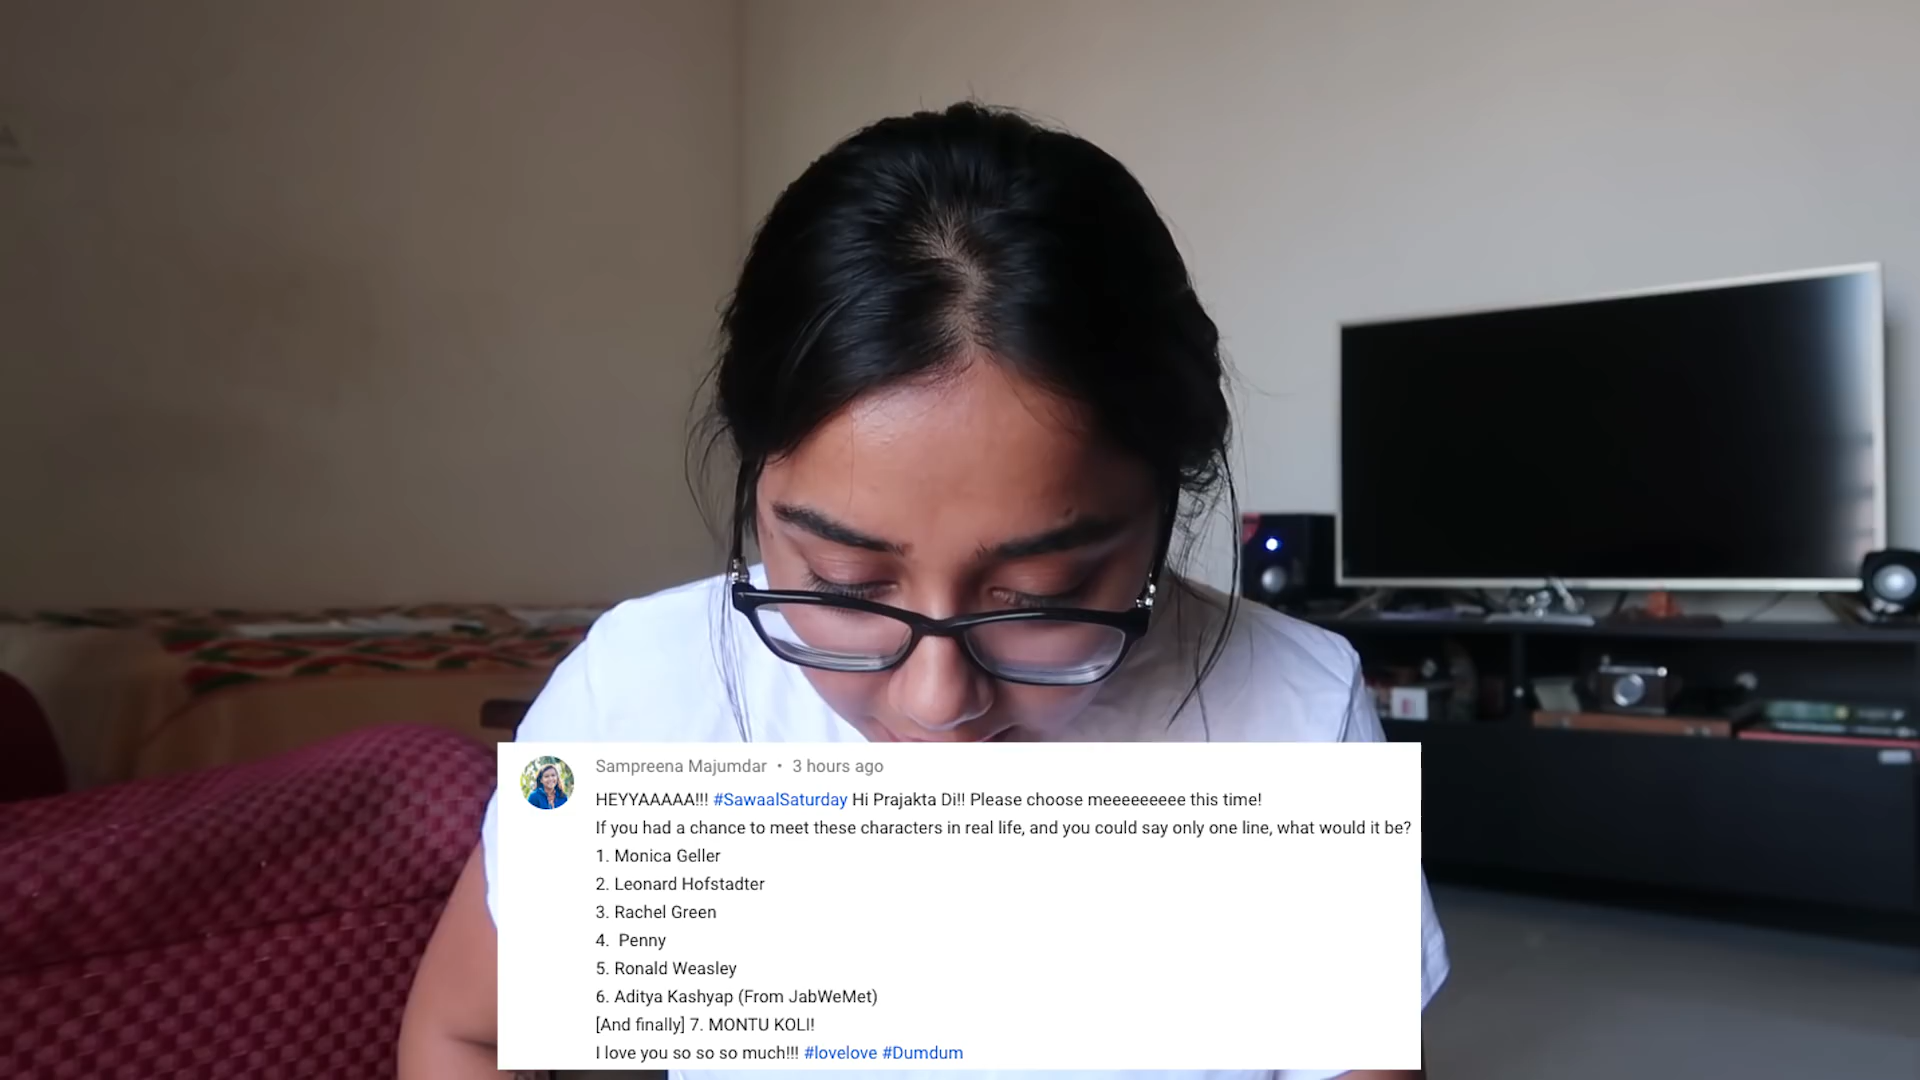 Sampreena Majumdar • 3 hours ago
HEYYAAAAA!!! #SawaalSaturday Hi Prajakta Di!! Please choose meeeeeeeee this time!
If you had a chance to meet these characters in real life, and you could say only one line, what would it be?
1. Monica Geller
2. Leonard Hofstadter
3. Rachel Green
4.  Penny
5. Ronald Weasley
6. Aditya Kashyap (From JabWeMet)
[And finally] 7. MONTU KOLI!
I love you so so so much!!! #lovelove #Dumdum